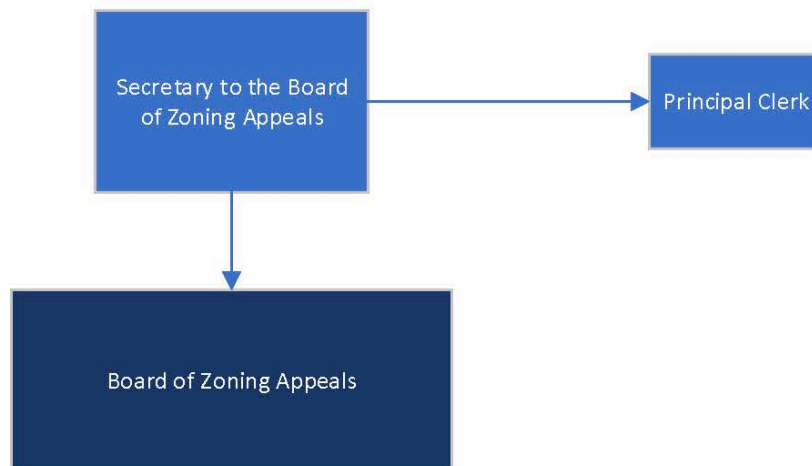 Secretary to the Board
of Zoning Appeals
Principal Clerk
Board of Zoning Appeals